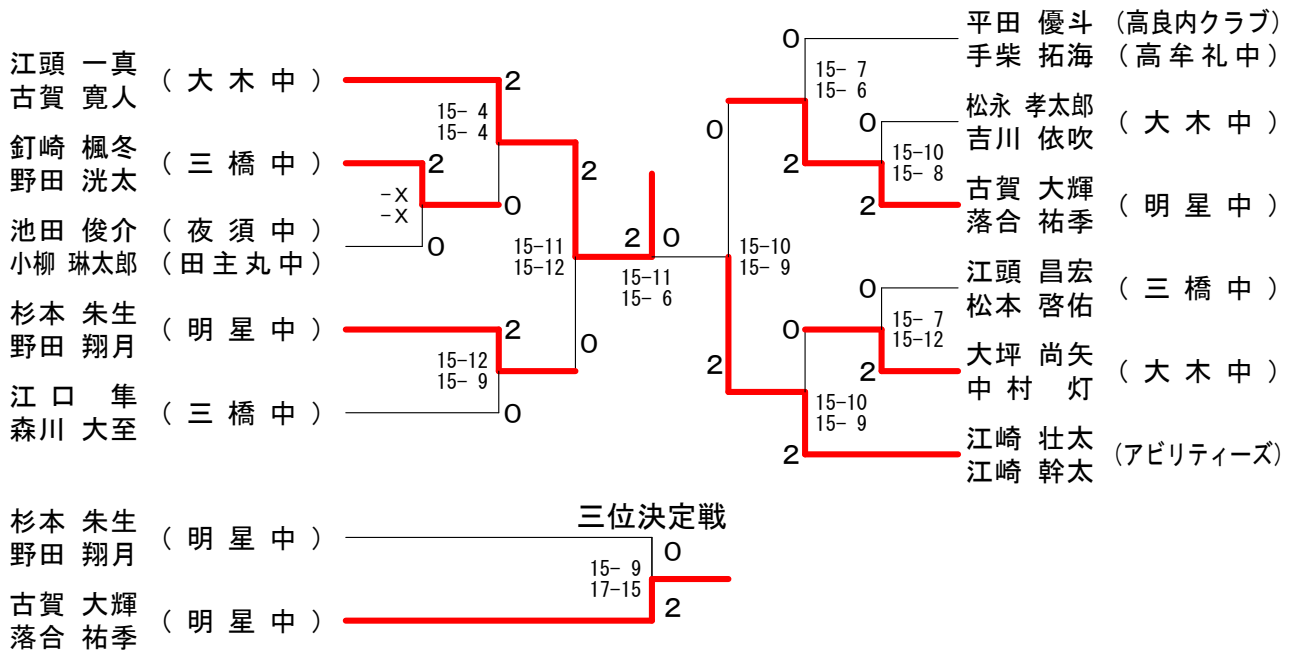 江頭 一真
古賀 寛人
(大木中)
2
15- 4
15- 4
釘崎 楓冬
野田 洸太
(三橋中)
2
-X
-X
0
池田 俊介 (夜須中)
小柳 琳太郎 (田主丸中)
0
2
15-11
15-12
杉本 朱生
野田 翔月
(明星中)
2
15-12
15- 9
0
江口 隼
森川 大至
(三橋中)
0
2 0
15-11
15- 6
平田 優斗 (高良内クラブ)
手柴 拓海 (高牟礼中)
0
15- 7
15- 6
松永 孝太郎
吉川 依吹
(大木中)
0
0
15-10
15- 8
2
古賀 大輝
落合 祐季
(明星中)
2
15-10
15- 9
江頭 昌宏
松本 啓佑
(三橋中)
0
15- 7
15-12
0
大坪 尚矢
中村 灯
(大木中)
2
2
15-10
15- 9
江崎 壮太
江崎 幹太
(アビリティーズ)
2
三位決定戦
杉本 朱生
野田 翔月
(明星中)
0
15- 9
17-15
古賀 大輝
落合 祐季
(明星中)
2